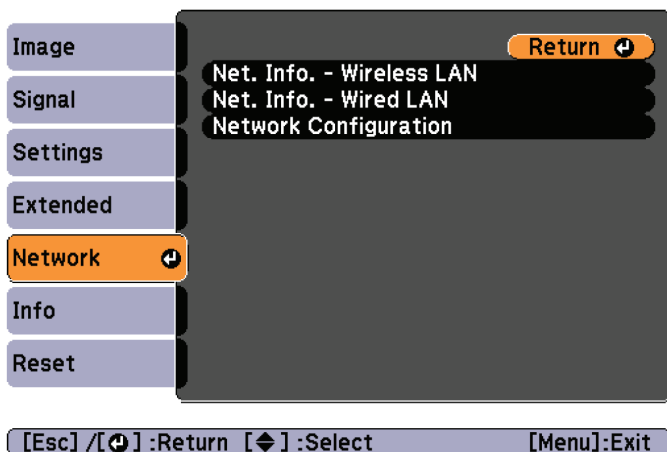 Image
Signal
Settings
Extended
Network
Info
Reset
Return
Net. Info. - Wireless LAN
Net. Info. - Wired LAN
Network Configuration
[Esc] /[⏎] :Return [◆] :Select [Menu]:Exit